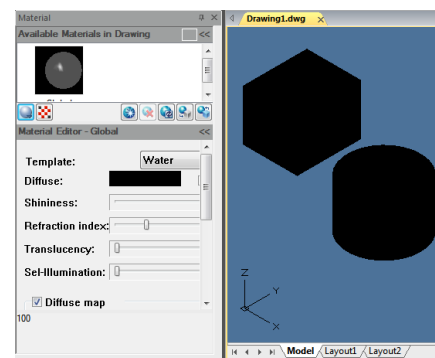 Material
Available Materials in Drawing <<
Material Editor - Global <<
Template: Water
Diffuse:
Shininess:
Refraction index:
Translucency:
Sel-Illumination:
Diffuse map
100
Drawing1.dwg
Z
Y
X
Model Layout1 Layout2